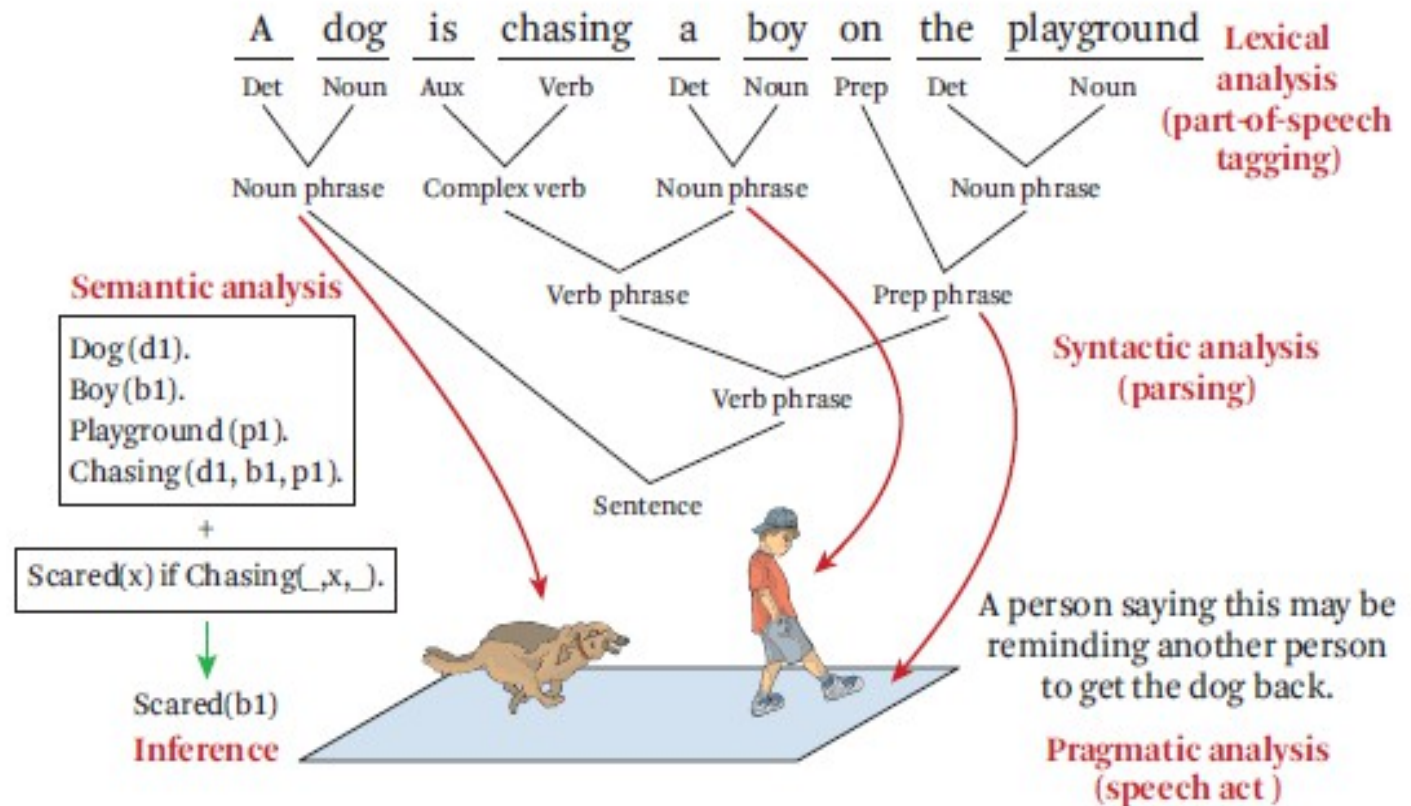 A dog is chasing a boy on the playground
Lexical
analysis
(part-of-speech
tagging)
Det Noun Aux Verb Det Noun Prep Det Noun
Noun phrase Complex verb Noun phrase Noun phrase
Semantic analysis
Verb phrase Prep phrase
Dog(d1).
Boy(b1).
Playground(p1).
Chasing(d1, b1, p1).
Syntactic analysis
(parsing)
Verb phrase
Sentence
+
Scared(x) if Chasing(_,x,_).
Scared(b1)
Inference
A person saying this may be
reminding another person
to get the dog back.
Pragmatic analysis
(speech act )